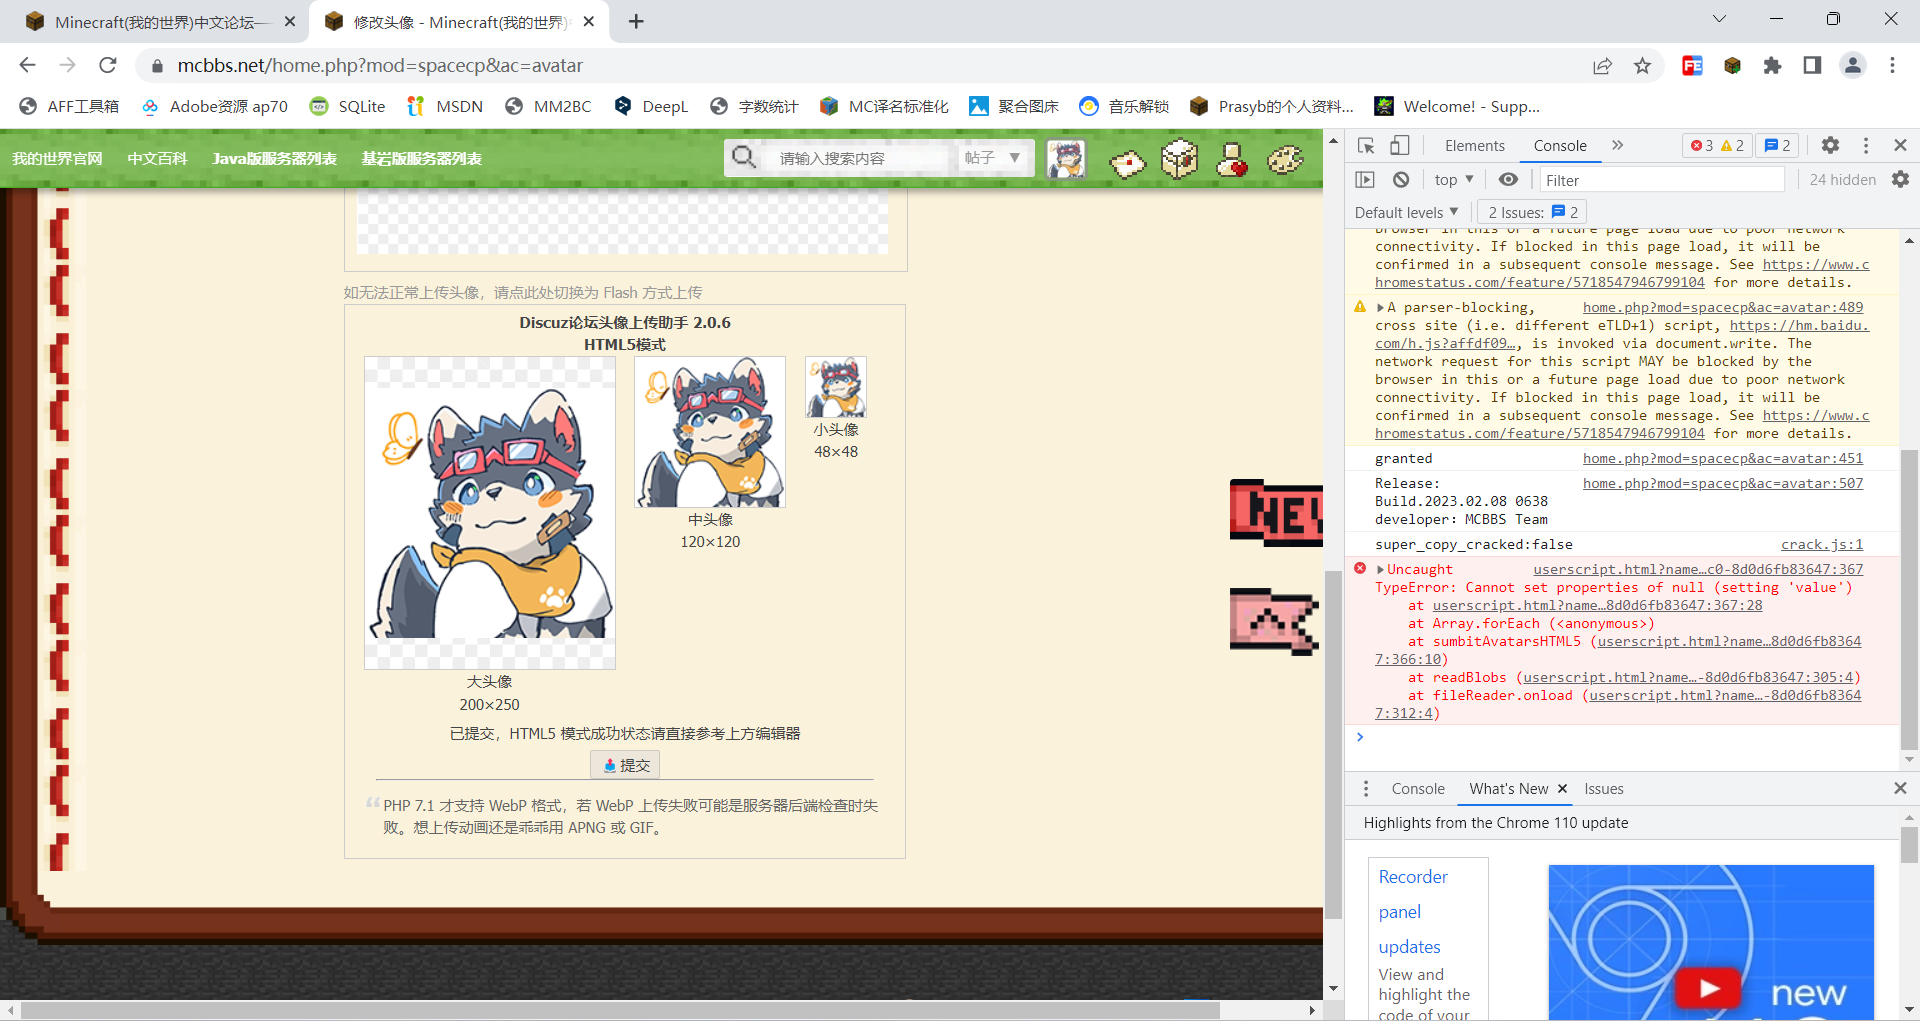 Minecraft(我的世界)中文论坛—
修改头像 - Minecraft(我的世界)
mcbbs.net/home.php?mod=spacecp&ac=avatar
AFF工具箱
Adobe资源 ap70
SQLite
MSDN
MM2BC
DeepL
字数统计
MC译名标准化
聚合图床
音乐解锁
Prasyb的个人资料...
Welcome! - Supp...
我的世界官网
中文百科
Java版服务器列表
基岩版服务器列表
请输入搜索内容
帖子
如无法正常上传头像，请点此处切换为 Flash 方式上传
Discuz论坛头像上传助手 2.0.6
HTML5模式
小头像
48×48
中头像
120×120
大头像
200×250
已提交，HTML5 模式成功状态请直接参考上方编辑器
提交
PHP 7.1 才支持 WebP 格式，若 WebP 上传失败可能是服务器后端检查时失
败。想上传动画还是乖乖用 APNG 或 GIF。
NEW
Elements
Console
3
2
2
top
Filter
24 hidden
Default levels
2 Issues:
2
browser in this or a future page load due to poor network
connectivity. If blocked in this page load, it will be
confirmed in a subsequent console message. See https://www.c
hromestatus.com/feature/5718547946799104 for more details.
A parser-blocking, home.php?mod=spacecp&ac=avatar:489
cross site (i.e. different eTLD+1) script, https://hm.baidu.
com/h.js?affdf09…, is invoked via document.write. The
network request for this script MAY be blocked by the
browser in this or a future page load due to poor network
connectivity. If blocked in this page load, it will be
confirmed in a subsequent console message. See https://www.c
hromestatus.com/feature/5718547946799104 for more details.
granted home.php?mod=spacecp&ac=avatar:451
Release: home.php?mod=spacecp&ac=avatar:507
Build.2023.02.08 0638
developer: MCBBS Team
super_copy_cracked:false crack.js:1
Uncaught userscript.html?name…c0-8d0d6fb83647:367
TypeError: Cannot set properties of null (setting 'value')
at userscript.html?name…8d0d6fb83647:367:28
at Array.forEach (<anonymous>)
at sumbitAvatarsHTML5 (userscript.html?name…8d0d6fb8364
7:366:10)
at readBlobs (userscript.html?name…-8d0d6fb83647:305:4)
at fileReader.onload (userscript.html?name…-8d0d6fb8364
7:312:4)
Console
What's New
Issues
Highlights from the Chrome 110 update
Recorder
panel
updates
View and
highlight the
code of your
new